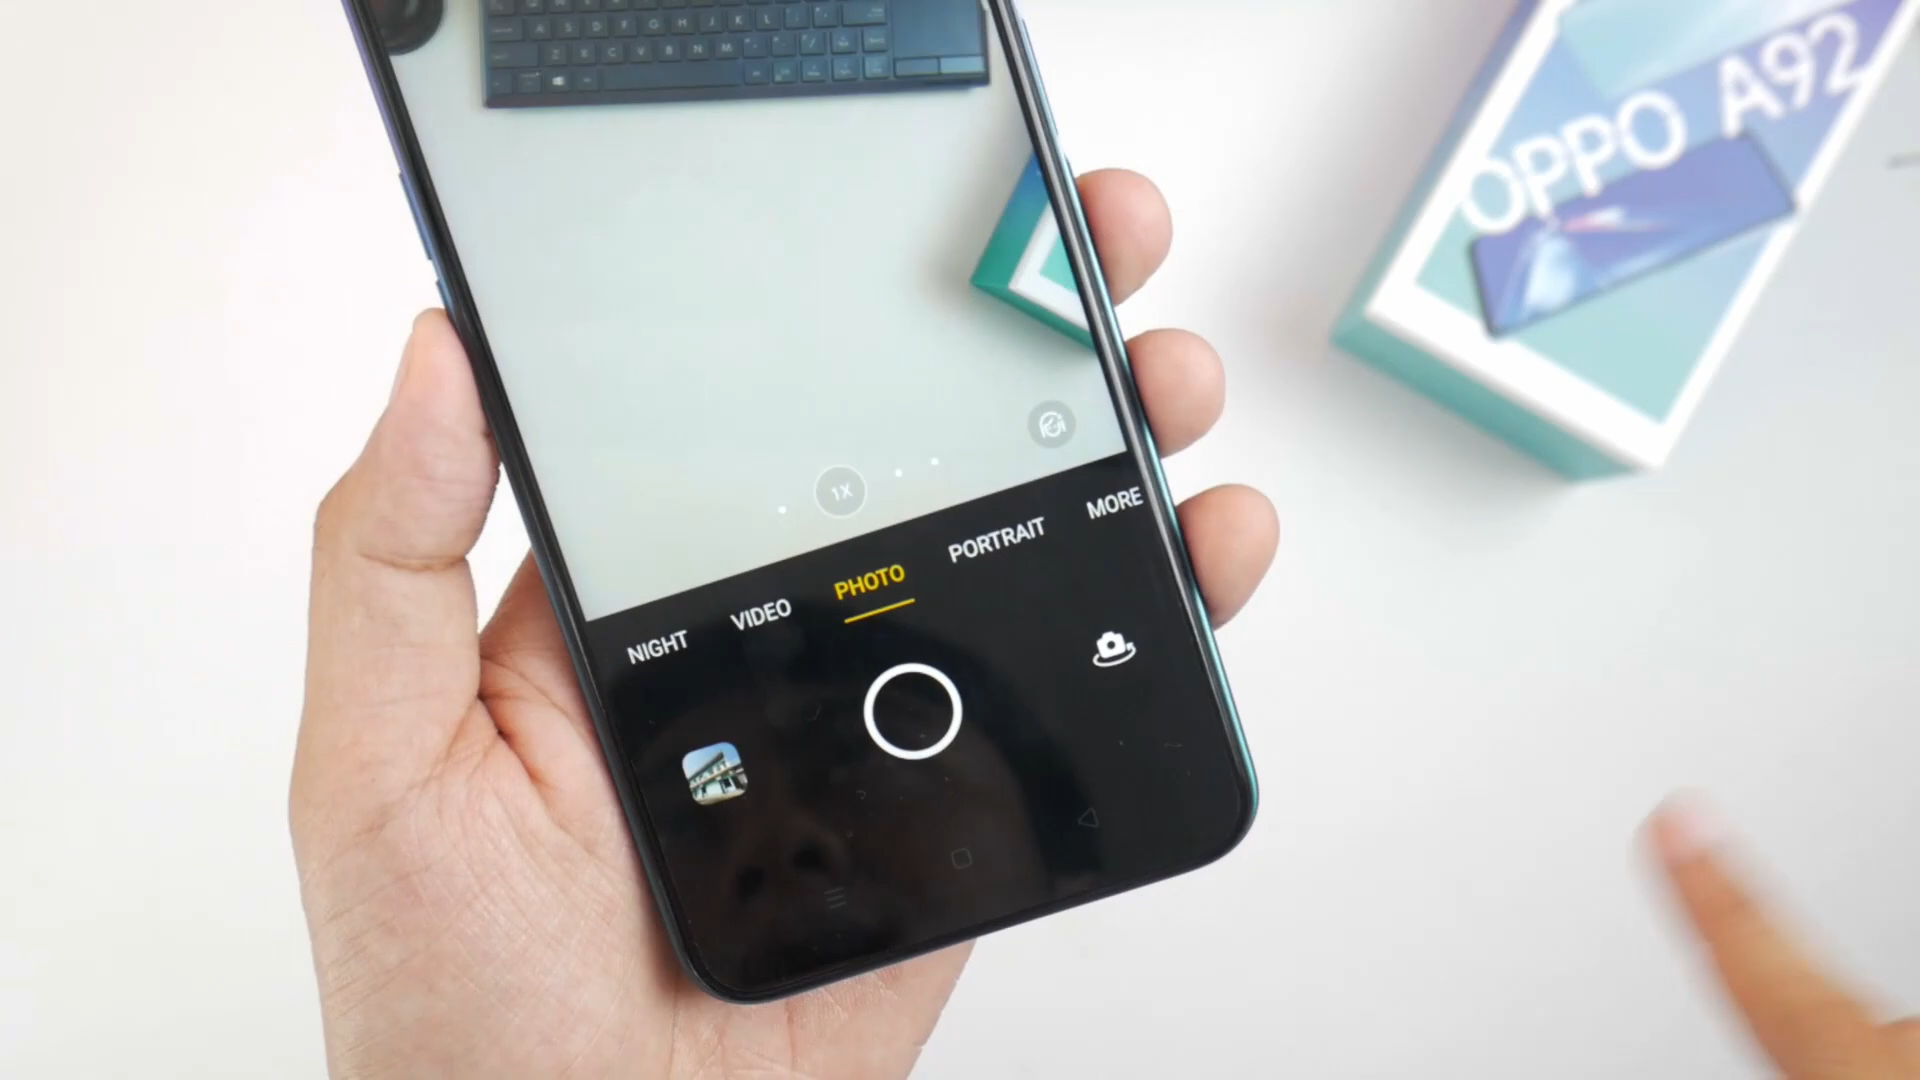 A S D F G H J K L
Z X C V B N M
OPPO A92
1X
NIGHT VIDEO PHOTO PORTRAIT MORE